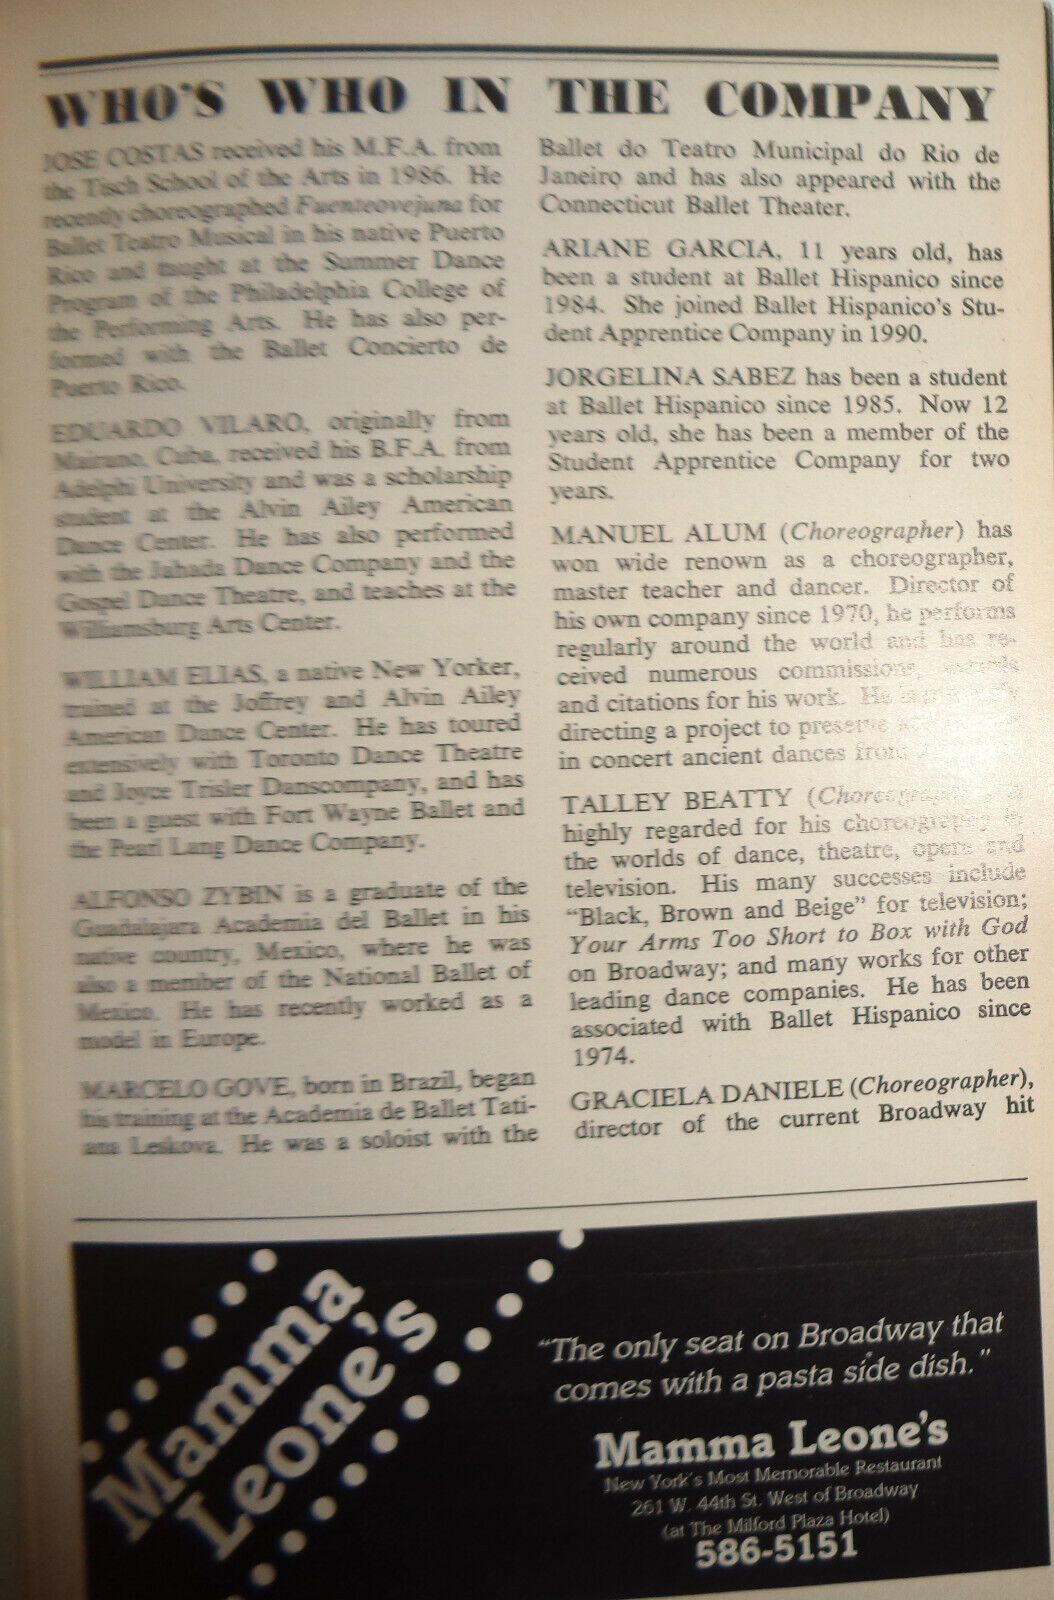 WHO'S WHO IN THE COMPANY
JOSE COSTAS received his M.F.A. from
the Tisch School of the Arts in 1986. He
recently choreographed Fuenteovejuna for
Ballet Teatro Musical in his native Puerto
Rico and taught at the Summer Dance
Program of the Philadelphia College of
the Performing Arts. He has also per-
formed with the Ballet Concierto de
Puerto Rico.
EDUARDO VILARO, originally from
Mairano, Cuba, received his B.F.A. from
Adelphi University and was a scholarship
student at the Alvin Ailey American
Dance Center. He has also performed
with the Jahada Dance Company and the
Gospel Dance Theatre, and teaches at the
Williamsburg Arts Center.
WILLIAM ELIAS, a native New Yorker,
trained at the Joffrey and Alvin Ailey
American Dance Center. He has toured
extensively with Toronto Dance Theatre
and Joyce Trisler Danscompany, and has
been a guest with Fort Wayne Ballet and
the Pearl Lang Dance Company.
ALFONSO ZYBIN is a graduate of the
Guadalajara Academia del Ballet in his
native country, Mexico, where he was
also a member of the National Ballet of
Mexico. He has recently worked as a
model in Europe.
MARCELO GOVE, born in Brazil, began
his training at the Academia de Ballet Tati-
ana Leskova. He was a soloist with the
Ballet do Teatro Municipal do Rio de
Janeiro and has also appeared with the
Connecticut Ballet Theater.
ARIANE GARCIA, 11 years old, has
been a student at Ballet Hispanico since
1984. She joined Ballet Hispanico's Stu-
dent Apprentice Company in 1990.
JORGELINA SABEZ has been a student
at Ballet Hispanico since 1985. Now 12
years old, she has been a member of the
Student Apprentice Company for two
years.
MANUEL ALUM (Choreographer) has
won wide renown as a choreographer,
master teacher and dancer. Director of
his own company since 1970, he performs
regularly around the world and has re-
ceived numerous commissions, awards
and citations for his work. He is
directing a project to preserve
in concert ancient dances from
TALLEY BEATTY (Choreographer)
highly regarded for his choreography in
the worlds of dance, theatre, opera and
television. His many successes include
"Black, Brown and Beige" for television;
Your Arms Too Short to Box with God
on Broadway; and many works for other
leading dance companies. He has been
associated with Ballet Hispanico since
1974.
GRACIELA DANIELE (Choreographer),
director of the current Broadway hit
Mamma
Leone's
"The only seat on Broadway that
comes with a pasta side dish."
Mamma Leone's
New York's Most Memorable Restaurant
261 W. 44th St. West of Broadway
(at The Milford Plaza Hotel)
586-5151